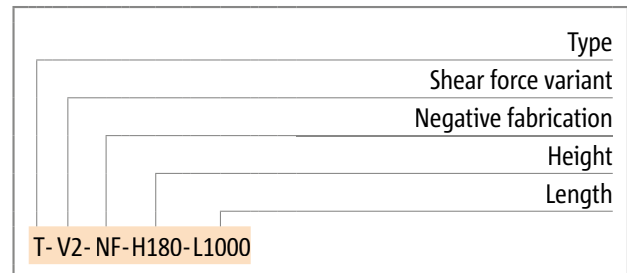 Type
Shear force variant
Negative fabrication
Height
Length
T- V2- NF-H180-L1000